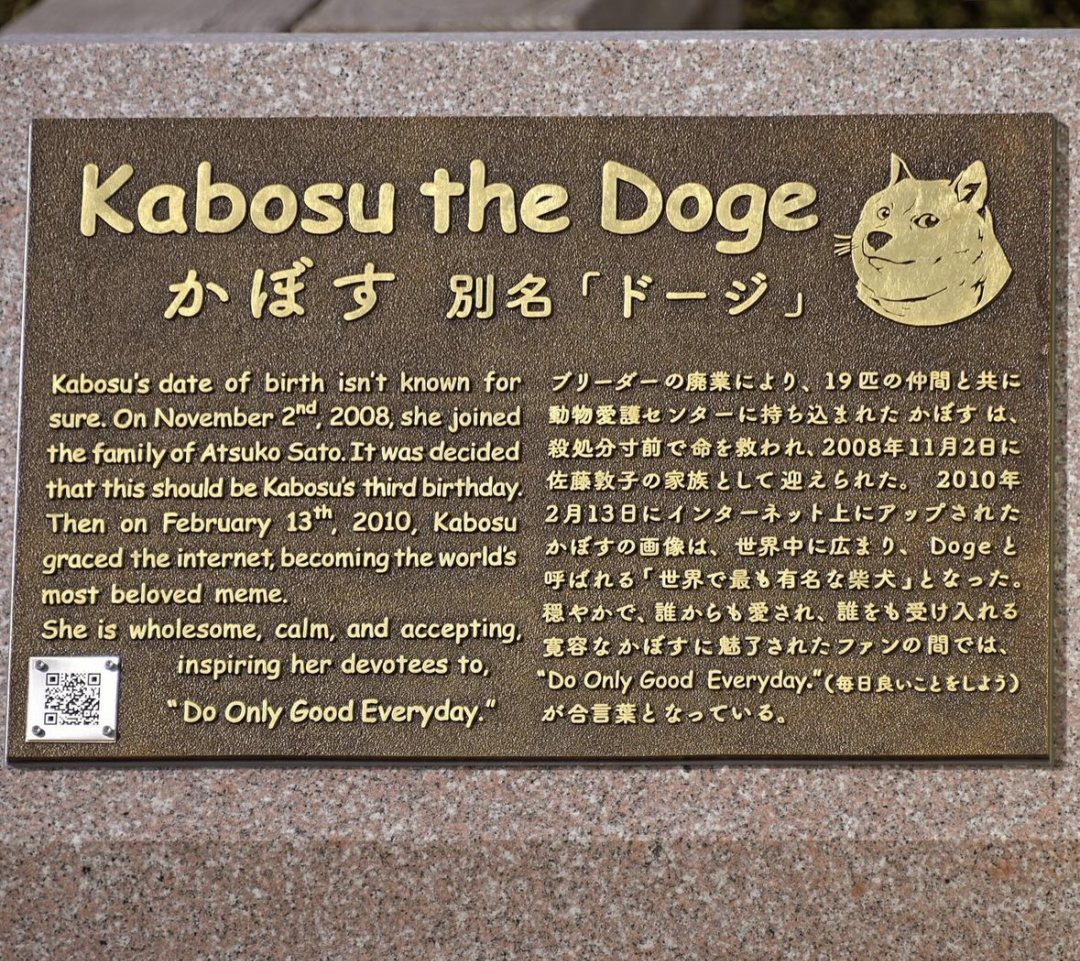 Kabosu the Doge
かぼす 別名「ドージ」
Kabosu's date of birth isn't known for
sure. On November 2nd, 2008, she joined
the family of Atsuko Sato. It was decided
that this should be Kabosu's third birthday.
Then on February 13th, 2010, Kabosu
graced the internet, becoming the world's
most beloved meme.
She is wholesome, calm, and accepting,
inspiring her devotees to,
“Do Only Good Everyday.”
ブリーダーの廃業により、19匹の仲間と共に
動物愛護センターに持ち込まれた かぼす は、
殺処分寸前で命を救われ、2008年11月2日に
佐藤敦子の家族として迎えられた。 2010年
2月13日にインターネット上にアップされた
かぼすの画像は、世界中に広まり、 Doge と
呼ばれる「世界で最も有名な柴犬」となった。
穏やかで、誰からも愛され、誰をも受け入れる
寛容なかぼすに魅了されたファンの間では、
“Do Only Good Everyday.”(毎日良いことをしよう)
が合言葉となっている。